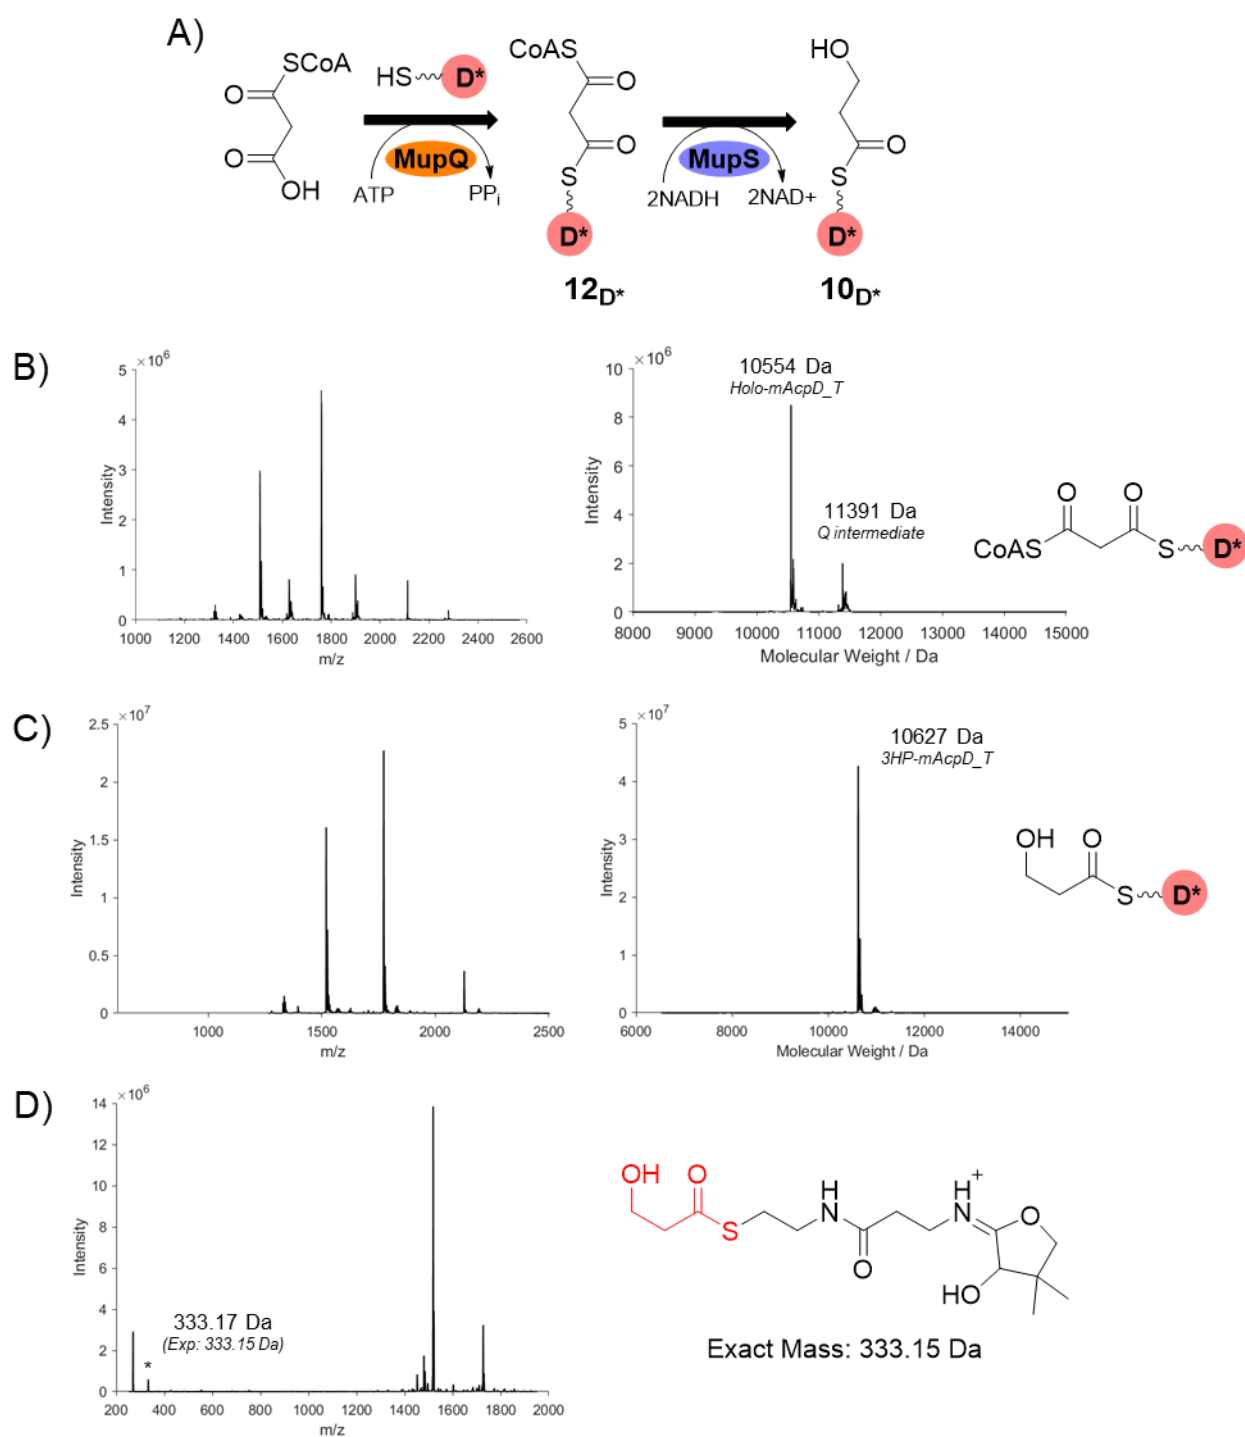 A)
SCoA
O
O
OH
HS
D*
MupQ
ATP
PPi
CoAS
O
O
S
D*
12D*
MupS
2NADH
2NAD+
HO
O
S
D*
10D*
B)
×10⁶
5
4
3
2
1
0
Intensity
1000 1200 1400 1600 1800 2000 2200 2400 2600
m/z
×10⁶
10
8
6
4
2
0
Intensity
10554 Da
Holo-mAcpD_T
11391 Da
Q intermediate
8000 9000 10000 11000 12000 13000 14000 15000
Molecular Weight / Da
O O
CoAS S D*
C)
×10⁷
2.5
2
1.5
1
0.5
0
Intensity
1000 1500 2000 2500
m/z
×10⁷
5
4
3
2
1
0
Intensity
10627 Da
3HP-mAcpD_T
6000 8000 10000 12000 14000
Molecular Weight / Da
OH O
S D*
D)
×10⁶
14
12
10
8
6
4
2
0
Intensity
333.17 Da
(Exp: 333.15 Da)
*
200 400 600 800 1000 1200 1400 1600 1800 2000
m/z
OH O
S
H
N
O
H +
N
O
HO
Exact Mass: 333.15 Da